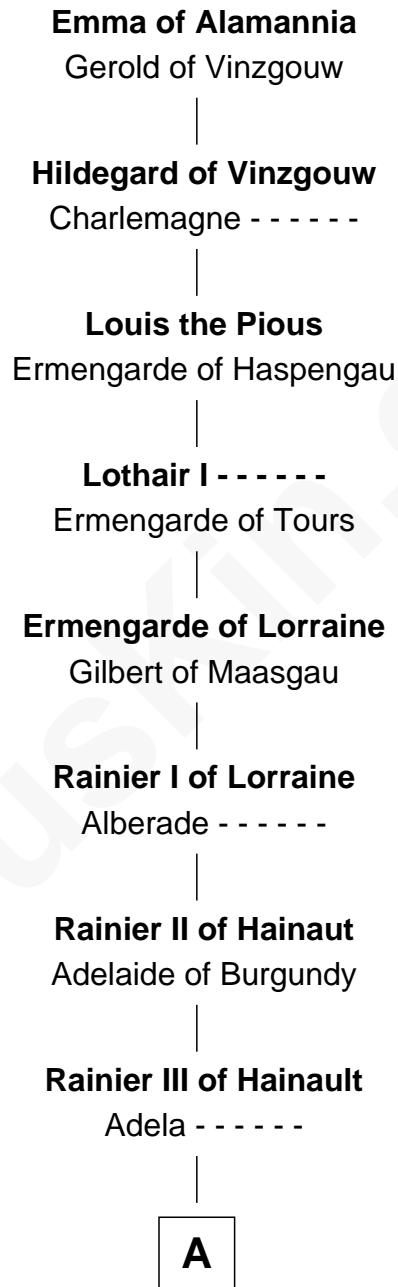 Emma of Alamannia
Gerold of Vinzgouw
Hildegard of Vinzgouw
Charlemagne - - - - - -
Louis the Pious
Ermengarde of Haspengau
Lothair I - - - - - -
Ermengarde of Tours
Ermengarde of Lorraine
Gilbert of Maasgau
Rainier I of Lorraine
Alberade - - - - - -
Rainier II of Hainaut
Adelaide of Burgundy
Rainier III of Hainault
Adela - - - - - -
A